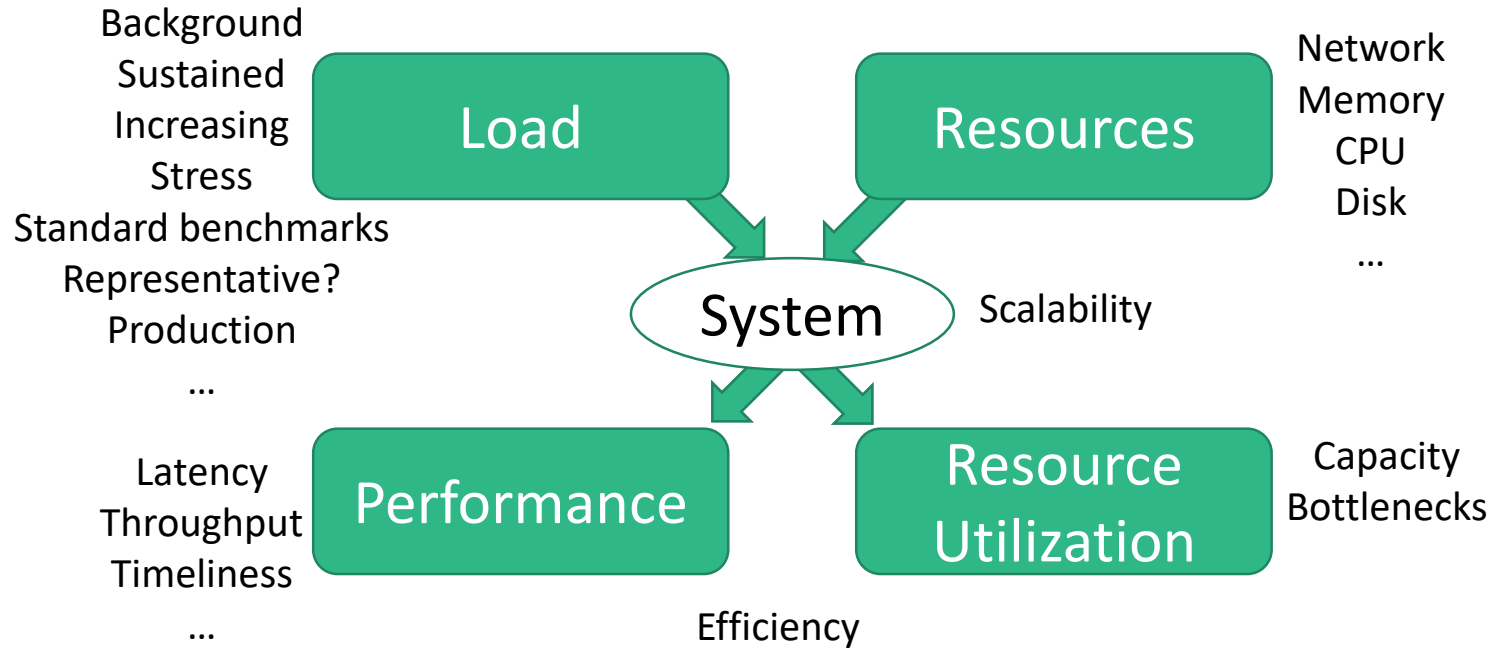 Background
Sustained
Increasing
Stress
Standard benchmarks
Representative?
Production
...
Load
Resources
Network
Memory
CPU
Disk
...
System
Scalability
Latency
Throughput
Timeliness
...
Performance
Resource
Utilization
Capacity
Bottlenecks
Efficiency